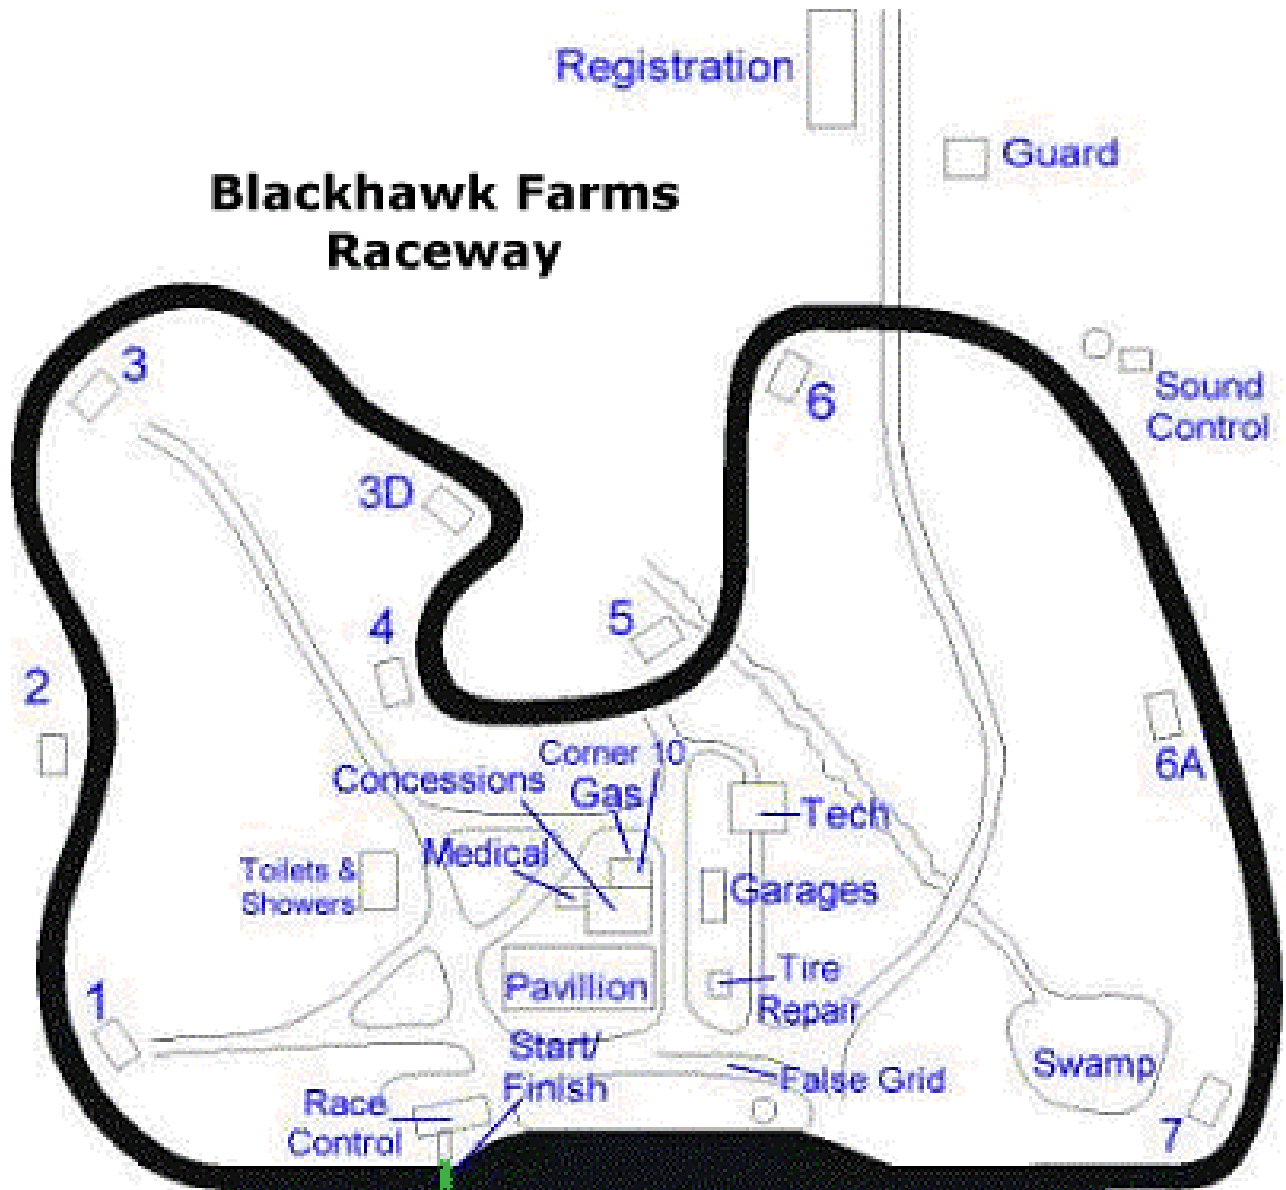 Registration
Guard
Blackhawk Farms
Raceway
3
6
Sound
Control
3D
4
5
2
Corner 10
6A
Concessions
Gas
Tech
Medical
Toilets &
Showers
Garages
Pavillion
Tire
Repair
1
Start/
Finish
False Grid
Swamp
Race
Control
7